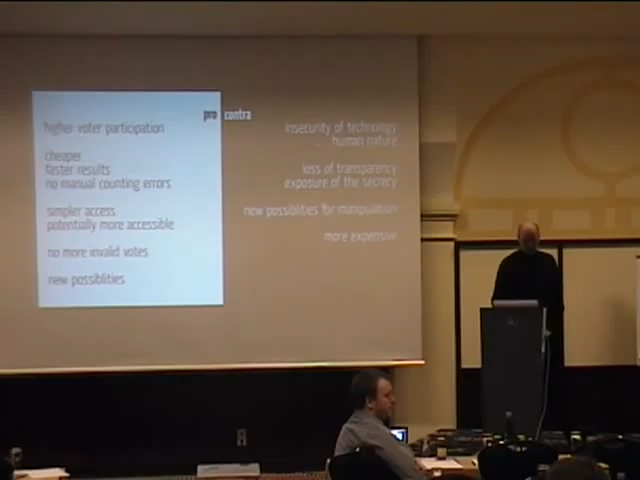 pro contra
higher voter participation
cheaper
faster results
no manual counting errors
simpler access
potentially more accessible
no more invalid votes
new possiblities
insecurity of technology
human nature
loss of transparency
exposure of the secrecy
new possiblities for manipulation
more expensive